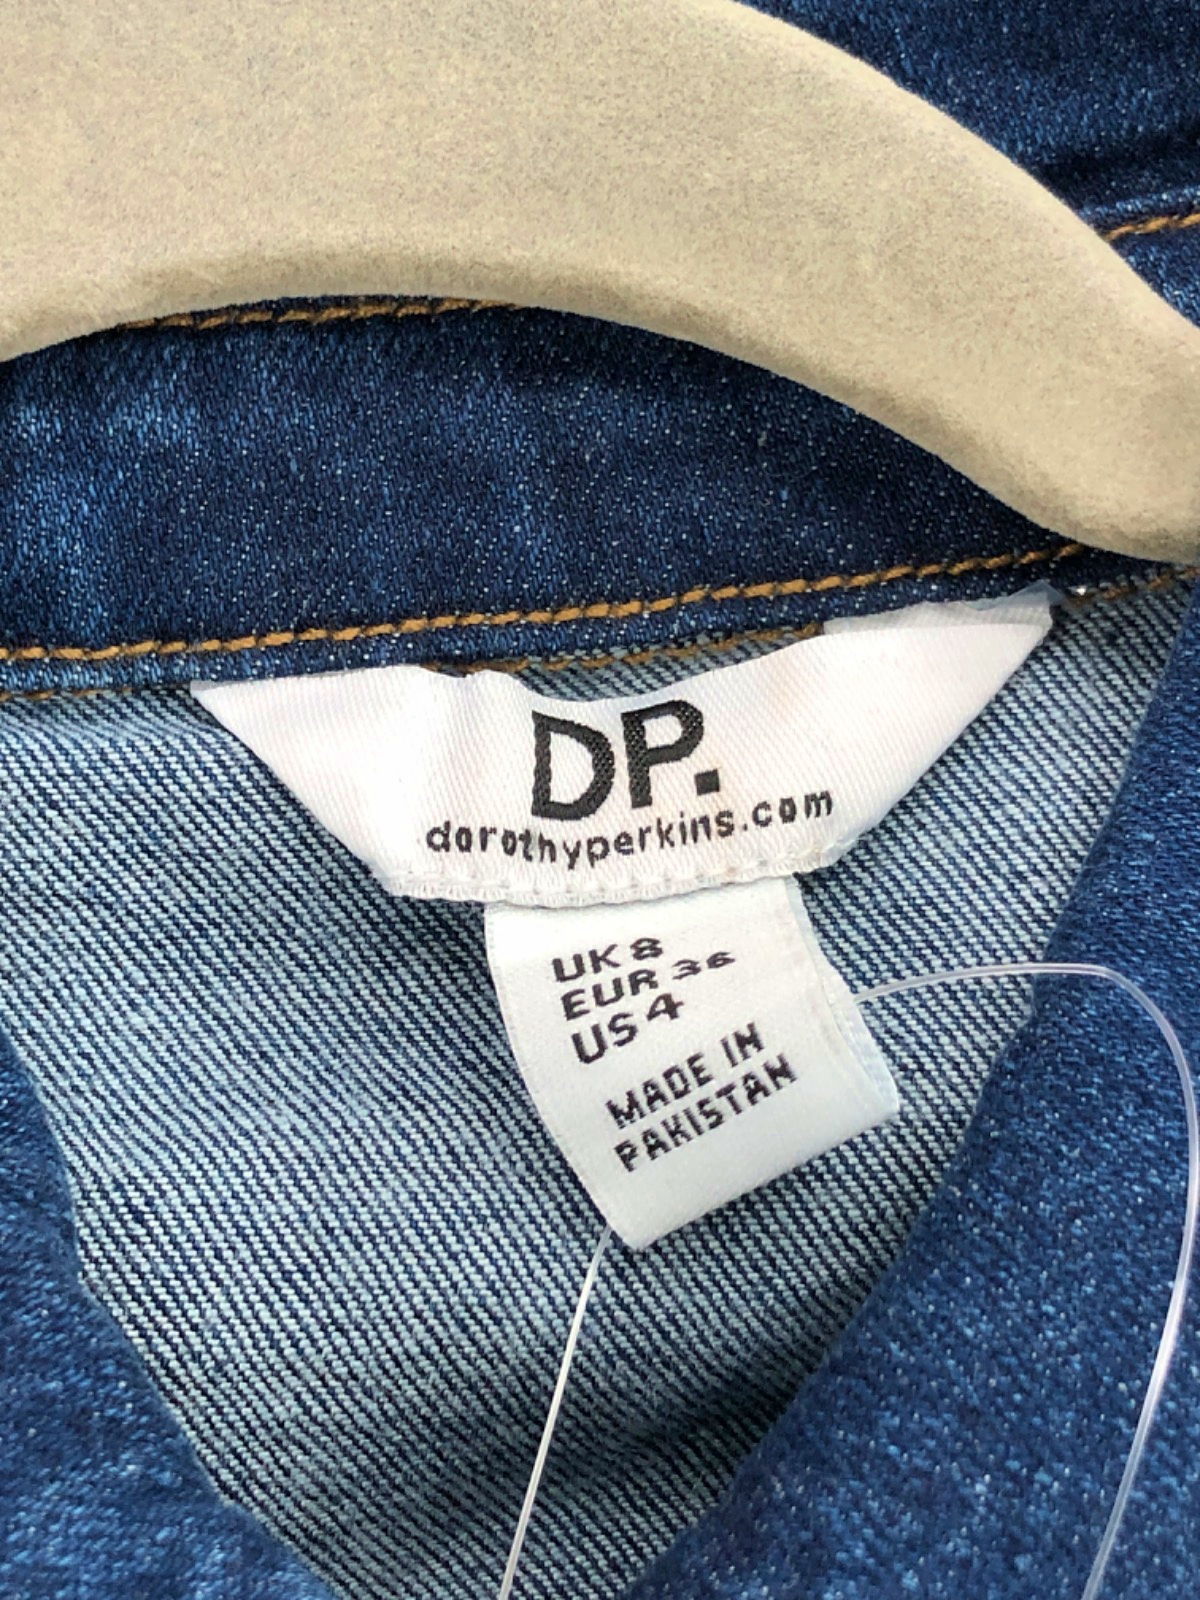 DP.
dorothyperkins.com
UK 8
EUR 36
US 4
MADE IN
PAKISTAN